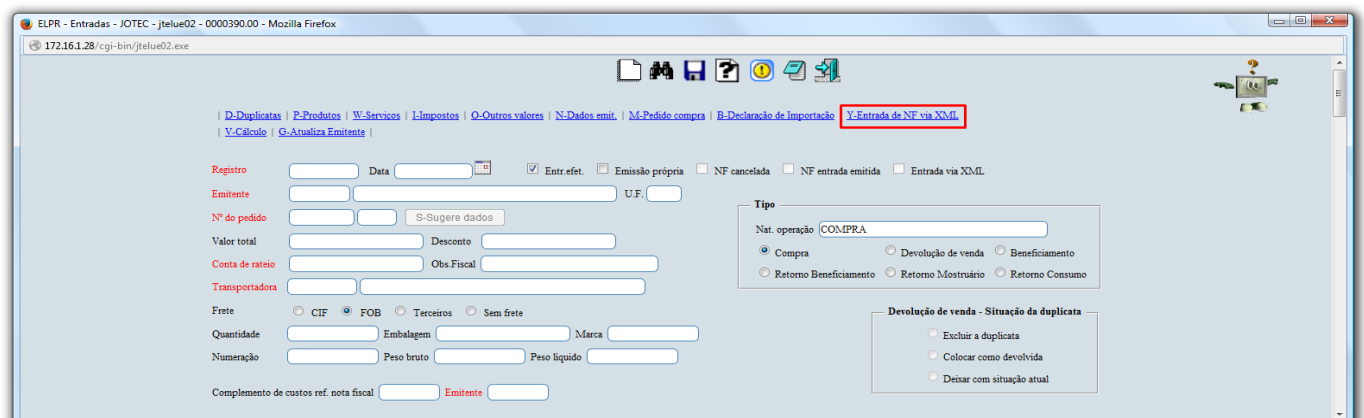 ELPR - Entradas - JOTEC - jtelue02 - 0000390.00 - Mozilla Firefox
172.16.1.28/cgi-bin/jtelue02.exe
| D-Duplicatas | P-Produtos | W-Serviços | I-Impostos | O-Outros valores | N-Dados emit. | M-Pedido compra | B-Declaração de Importação Y-Entrada de NF via XML
| V-Cálculo | G-Atualiza Emitente |
Registro Data Entr.efet. Emissão própria NF cancelada NF entrada emitida Entrada via XML
Emitente U.F.
Nº do pedido S-Sugere dados
Valor total Desconto
Conta de rateio Obs.Fiscal
Transportadora
Frete CIF FOB Terceiros Sem frete
Quantidade Embalagem Marca
Numeração Peso bruto Peso liquido
Complemento de custos ref. nota fiscal Emitente
Tipo
Nat. operação COMPRA
Compra Devolução de venda Beneficiamento
Retorno Beneficiamento Retorno Mostruário Retorno Consumo
Devolução de venda - Situação da duplicata
Excluir a duplicata
Colocar como devolvida
Deixar com situação atual